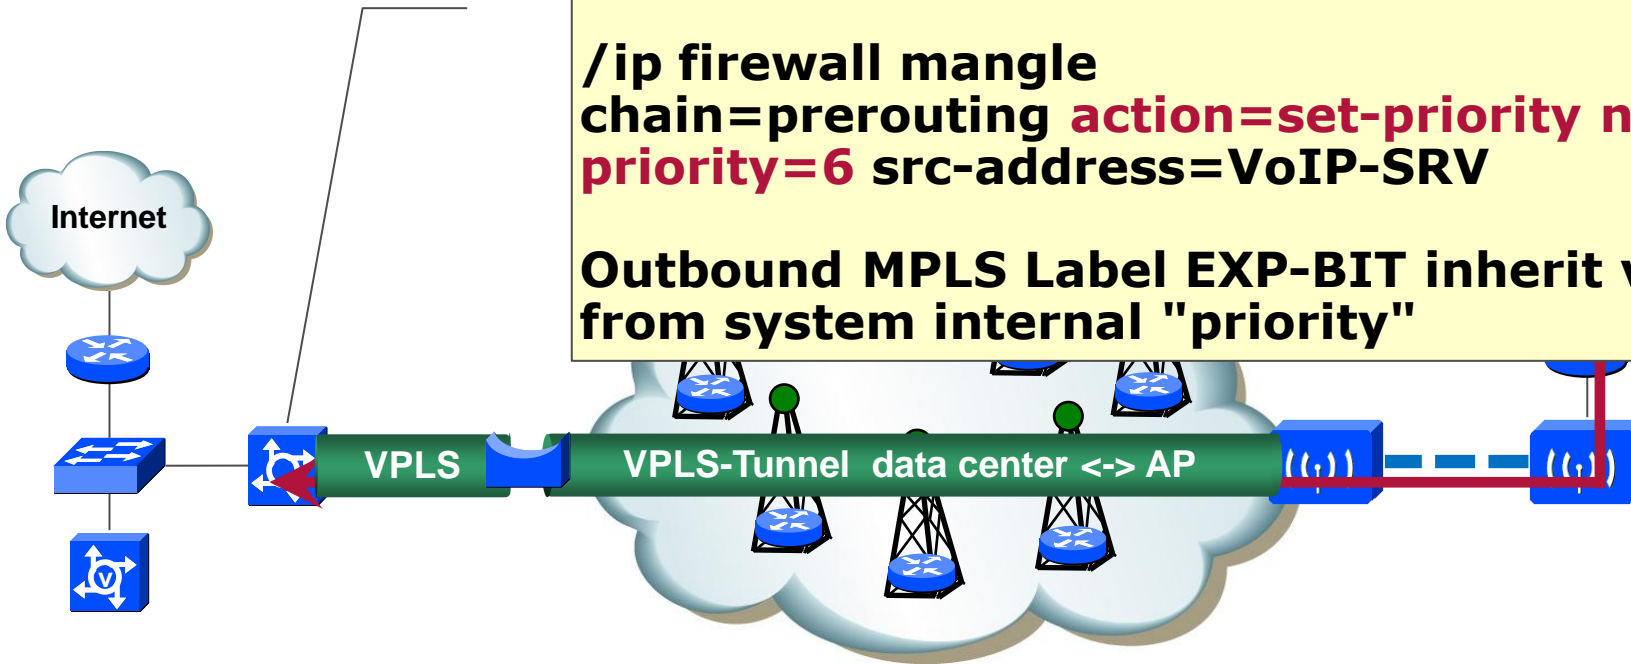 /ip firewall mangle
chain=prerouting action=set-priority n
priority=6 src-address=VoIP-SRV
Outbound MPLS Label EXP-BIT inherit v
from system internal "priority"
Internet
VPLS
VPLS-Tunnel data center <-> AP
V